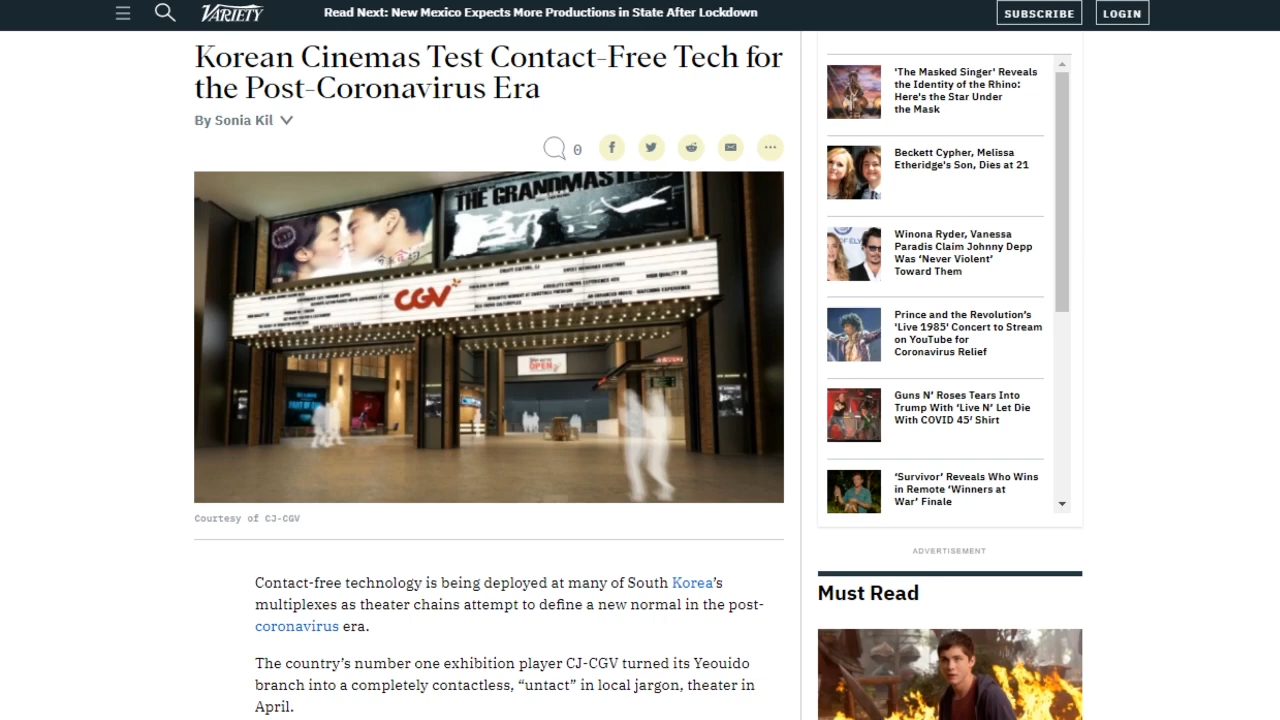 VARIETY
Read Next: New Mexico Expects More Productions in State After Lockdown
SUBSCRIBE
LOGIN
Korean Cinemas Test Contact-Free Tech for
the Post-Coronavirus Era
By Sonia Kil
0
THE GRANDMASTER
CGV
HIGH QUALITY 3D
OPEN
Courtesy of CJ-CGV
Contact-free technology is being deployed at many of South Korea’s
multiplexes as theater chains attempt to define a new normal in the post-
coronavirus era.
The country’s number one exhibition player CJ-CGV turned its Yeouido
branch into a completely contactless, “untact” in local jargon, theater in
April.
'The Masked Singer' Reveals
the Identity of the Rhino:
Here's the Star Under
the Mask
Beckett Cypher, Melissa
Etheridge's Son, Dies at 21
Winona Ryder, Vanessa
Paradis Claim Johnny Depp
Was ‘Never Violent’
Toward Them
Prince and the Revolution’s
'Live 1985' Concert to Stream
on YouTube for
Coronavirus Relief
Guns N’ Roses Tears Into
Trump With ‘Live N’ Let Die
With COVID 45’ Shirt
‘Survivor’ Reveals Who Wins
in Remote ‘Winners at
War’ Finale
ADVERTISEMENT
Must Read